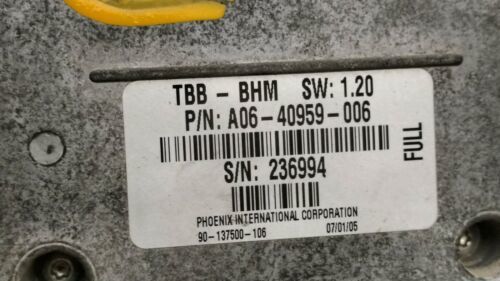 TBB - BHM SW: 1.20
P/N: A06-40959-006
S/N: 236994
FULL
PHOENIX INTERNATIONAL CORPORATION
90-137500-106 07/01/05